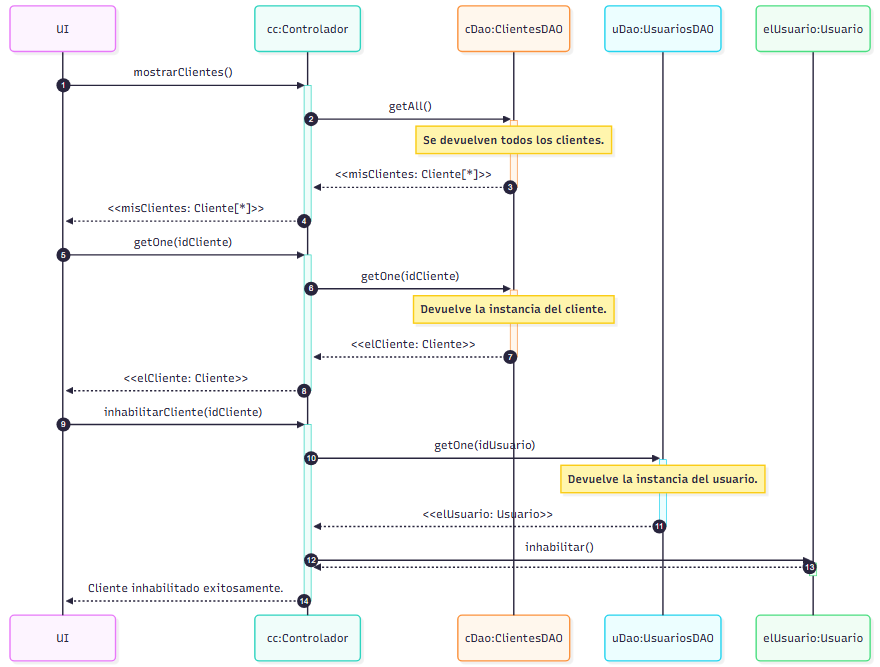 UI
cc:Controlador
cDao:ClientesDAO
uDao:UsuariosDAO
elUsuario:Usuario
mostrarClientes()
1
getAll()
2
Se devuelven todos los clientes.
<<misClientes: Cliente[*]>>
3
<<misClientes: Cliente[*]>>
4
getOne(idCliente)
5
getOne(idCliente)
6
Devuelve la instancia del cliente.
<<elCliente: Cliente>>
7
<<elCliente: Cliente>>
8
inhabilitarCliente(idCliente)
9
getOne(idUsuario)
10
Devuelve la instancia del usuario.
<<elUsuario: Usuario>>
11
inhabilitar()
12
13
Cliente inhabilitado exitosamente.
14
UI
cc:Controlador
cDao:ClientesDAO
uDao:UsuariosDAO
elUsuario:Usuario